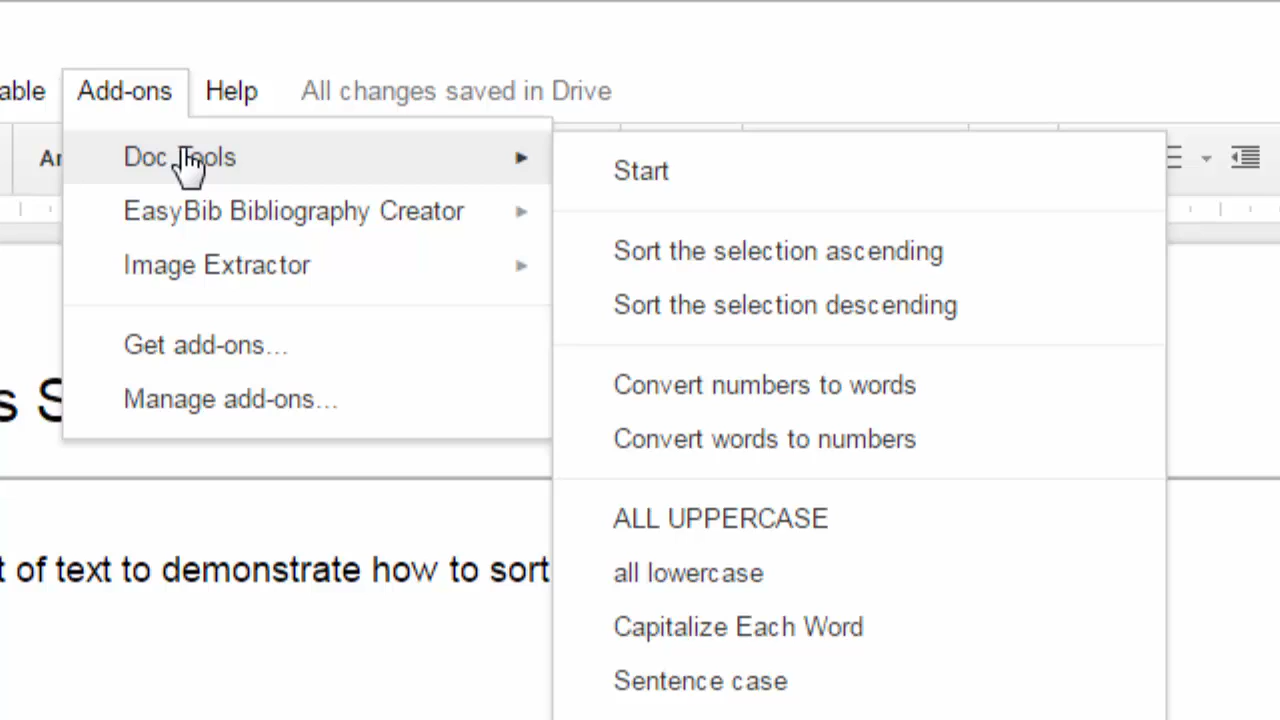 able Add-ons Help All changes saved in Drive
Doc Tools
EasyBib Bibliography Creator
Image Extractor
Get add-ons...
Manage add-ons...
Start
Sort the selection ascending
Sort the selection descending
Convert numbers to words
Convert words to numbers
ALL UPPERCASE
all lowercase
Capitalize Each Word
Sentence case
Ar
s S
t of text to demonstrate how to sort